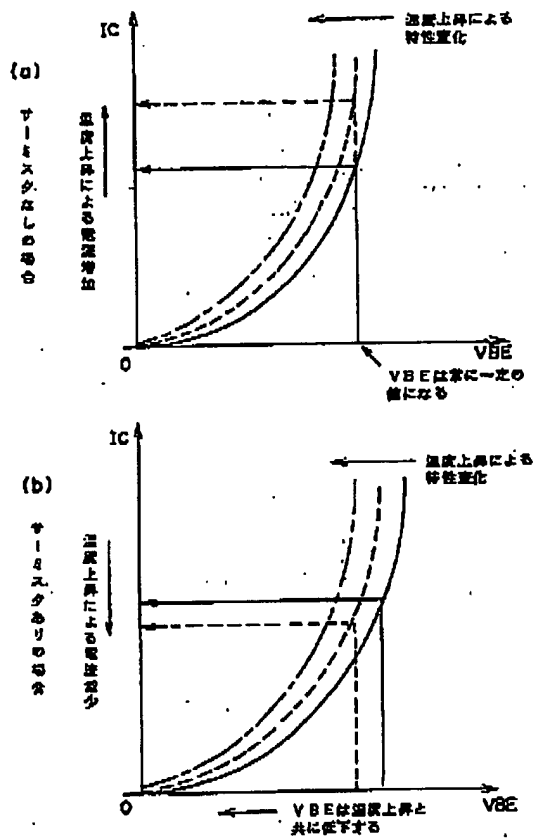 IC
温度上昇による
特性変化
(a)
サーミスタなしの場合
温度上昇による電流増加
0
VBE
VBEは常に一定の
値になる
IC
温度上昇による
特性変化
(b)
サーミスタありの場合
温度上昇による電流減少
0
VBE
VBEは温度上昇と
共に低下する